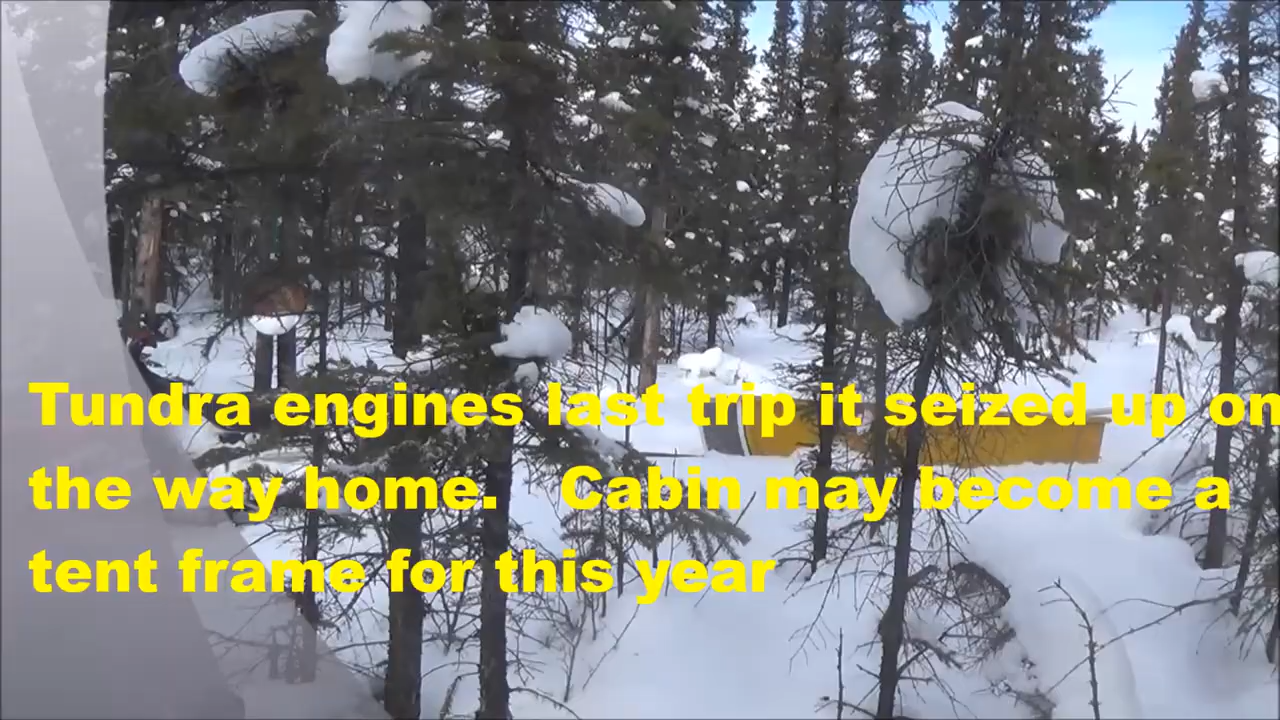 Tundra engines last trip it seized up on
the way home. Cabin may become a
tent frame for this year